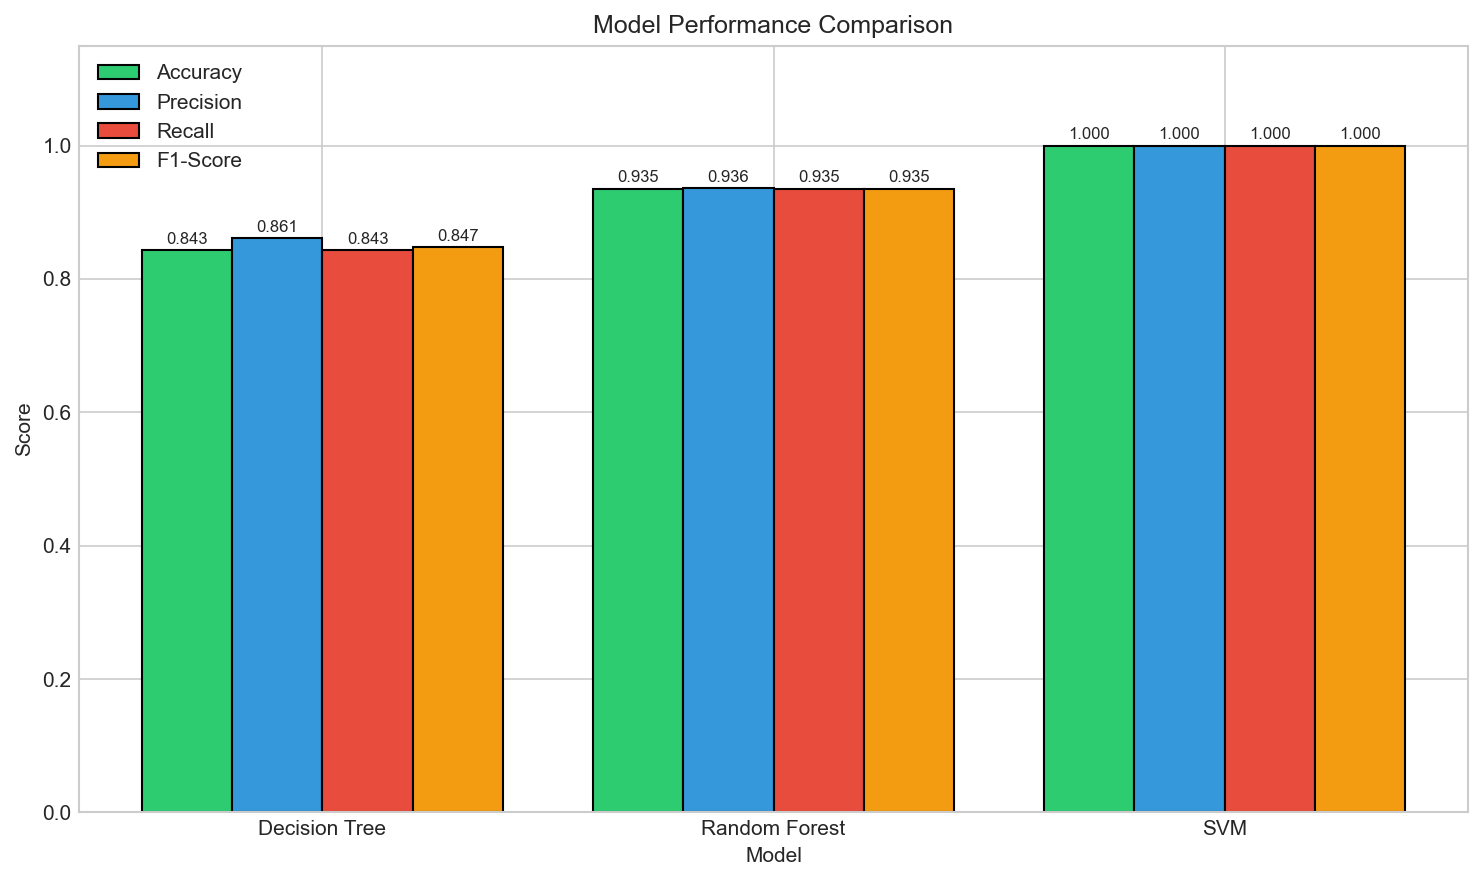 Model Performance Comparison
Accuracy
Precision
Recall
F1-Score
Score
1.0
0.8
0.6
0.4
0.2
0.0
0.843
0.861
0.843
0.847
0.935
0.936
0.935
0.935
1.000
1.000
1.000
1.000
Decision Tree
Random Forest
SVM
Model